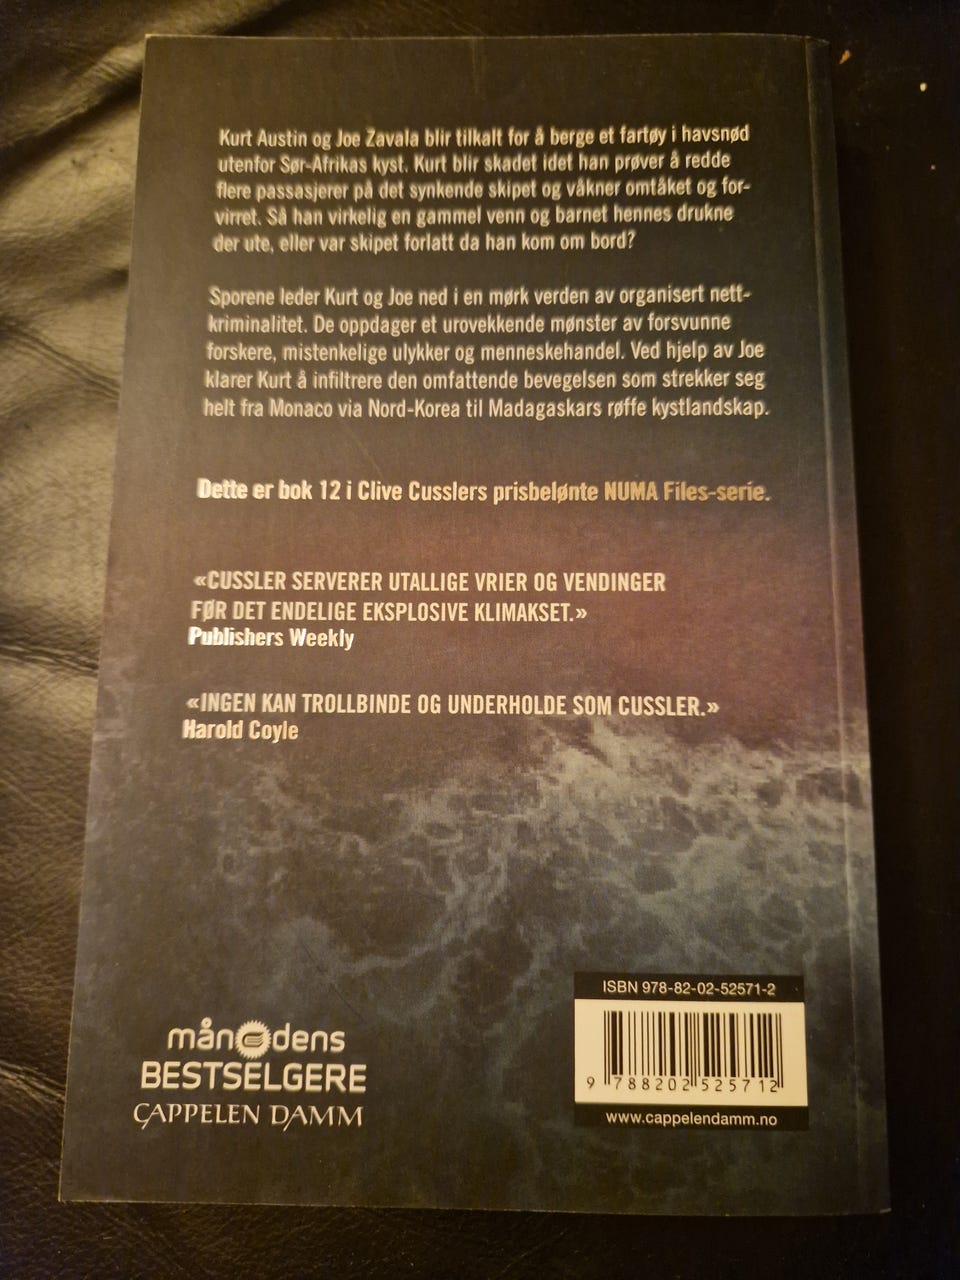 Kurt Austin og Joe Zavala blir tilkalt for å berge et fartøy i havsnød
utenfor Sør-Afrikas kyst. Kurt blir skadet idet han prøver å redde
flere passasjerer på det synkende skipet og våkner omtåket og for-
virret. Så han virkelig en gammel venn og barnet hennes drukne
der ute, eller var skipet forlatt da han kom om bord?
Sporene leder Kurt og Joe ned i en mørk verden av organisert nett-
kriminalitet. De oppdager et urovekkende mønster av forsvunne
forskere, mistenkelige ulykker og menneskehandel. Ved hjelp av Joe
klarer Kurt å infiltrere den omfattende bevegelsen som strekker seg
helt fra Monaco via Nord-Korea til Madagaskars røffe kystlandskap.
Dette er bok 12 i Clive Cusslers prisbelønte NUMA Files-serie.
«CUSSLER SERVERER UTALLIGE VRIER OG VENDINGER
FØR DET ENDELIGE EKSPLOSIVE KLIMAKSET.»
Publishers Weekly
«INGEN KAN TROLLBINDE OG UNDERHOLDE SOM CUSSLER.»
Harold Coyle
månedens
BESTSELGERE
CAPPELEN DAMM
ISBN 978-82-02-52571-2
9 788202 525712
www.cappelendamm.no